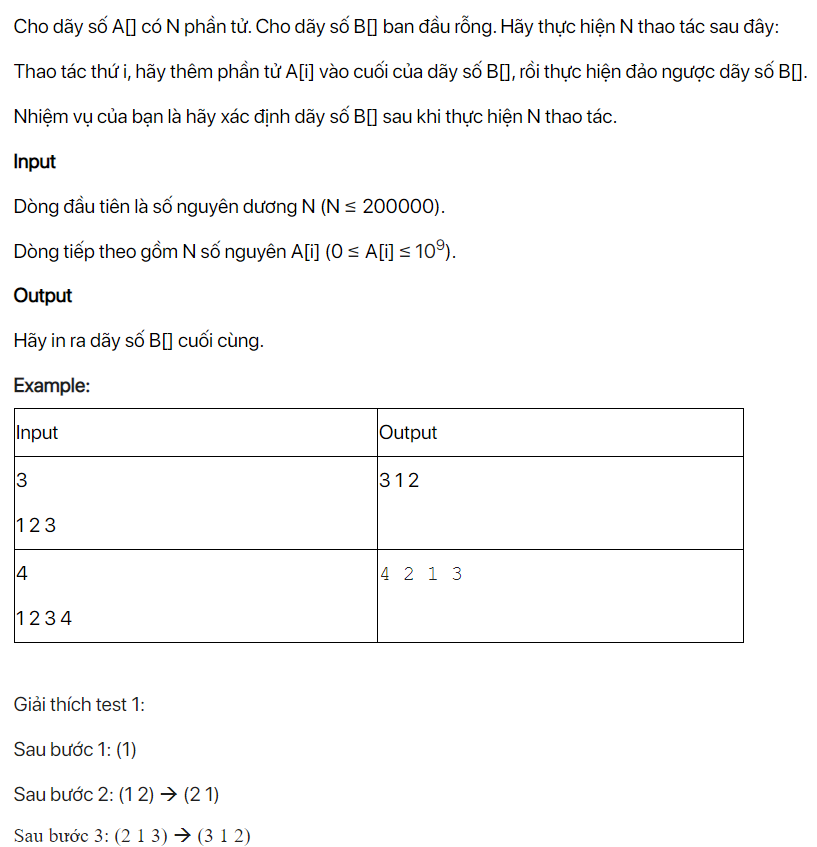 Cho dãy số A[] có N phần tử. Cho dãy số B[] ban đầu rỗng. Hãy thực hiện N thao tác sau đây:
Thao tác thứ i, hãy thêm phần tử A[i] vào cuối của dãy số B[], rồi thực hiện đảo ngược dãy số B[].
Nhiệm vụ của bạn là hãy xác định dãy số B[] sau khi thực hiện N thao tác.
Input
Dòng đầu tiên là số nguyên dương N (N ≤ 200000).
Dòng tiếp theo gồm N số nguyên A[i] (0 ≤ A[i] ≤ 10⁹).
Output
Hãy in ra dãy số B[] cuối cùng.
Example:
Input Output
3 3 1 2
1 2 3
4 4 2 1 3
1 2 3 4
Giải thích test 1:
Sau bước 1: (1)
Sau bước 2: (1 2) → (2 1)
Sau bước 3: (2 1 3) → (3 1 2)